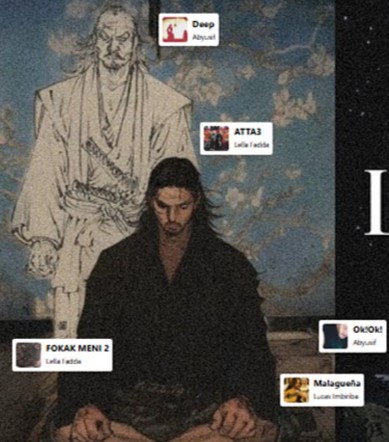 Deep
Abyusif
ATTA3
Lella Fadda
L
FOKAK MENI 2
Lella Fadda
Ok!Ok!
Abyusif
Malagueña
Lucas Imbiriba